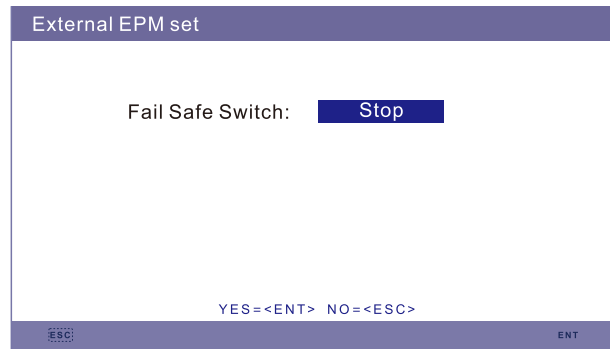 External EPM set
Fail Safe Switch: Stop
YES=<ENT> NO=<ESC>
ESC ENT